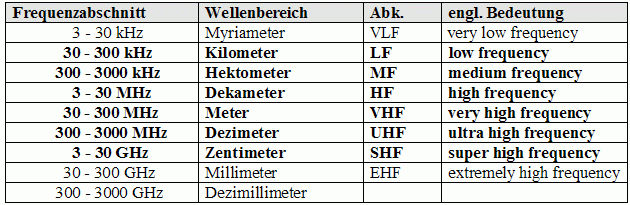 Frequenzabschnitt Wellenbereich Abk. engl. Bedeutung
3 - 30 kHz Myriameter VLF very low frequency
30 - 300 kHz Kilometer LF low frequency
300 - 3000 kHz Hektometer MF medium frequency
3 - 30 MHz Dekameter HF high frequency
30 - 300 MHz Meter VHF very high frequency
300 - 3000 MHz Dezimeter UHF ultra high frequency
3 - 30 GHz Zentimeter SHF super high frequency
30 - 300 GHz Millimeter EHF extremely high frequency
300 - 3000 GHz Dezimillimeter